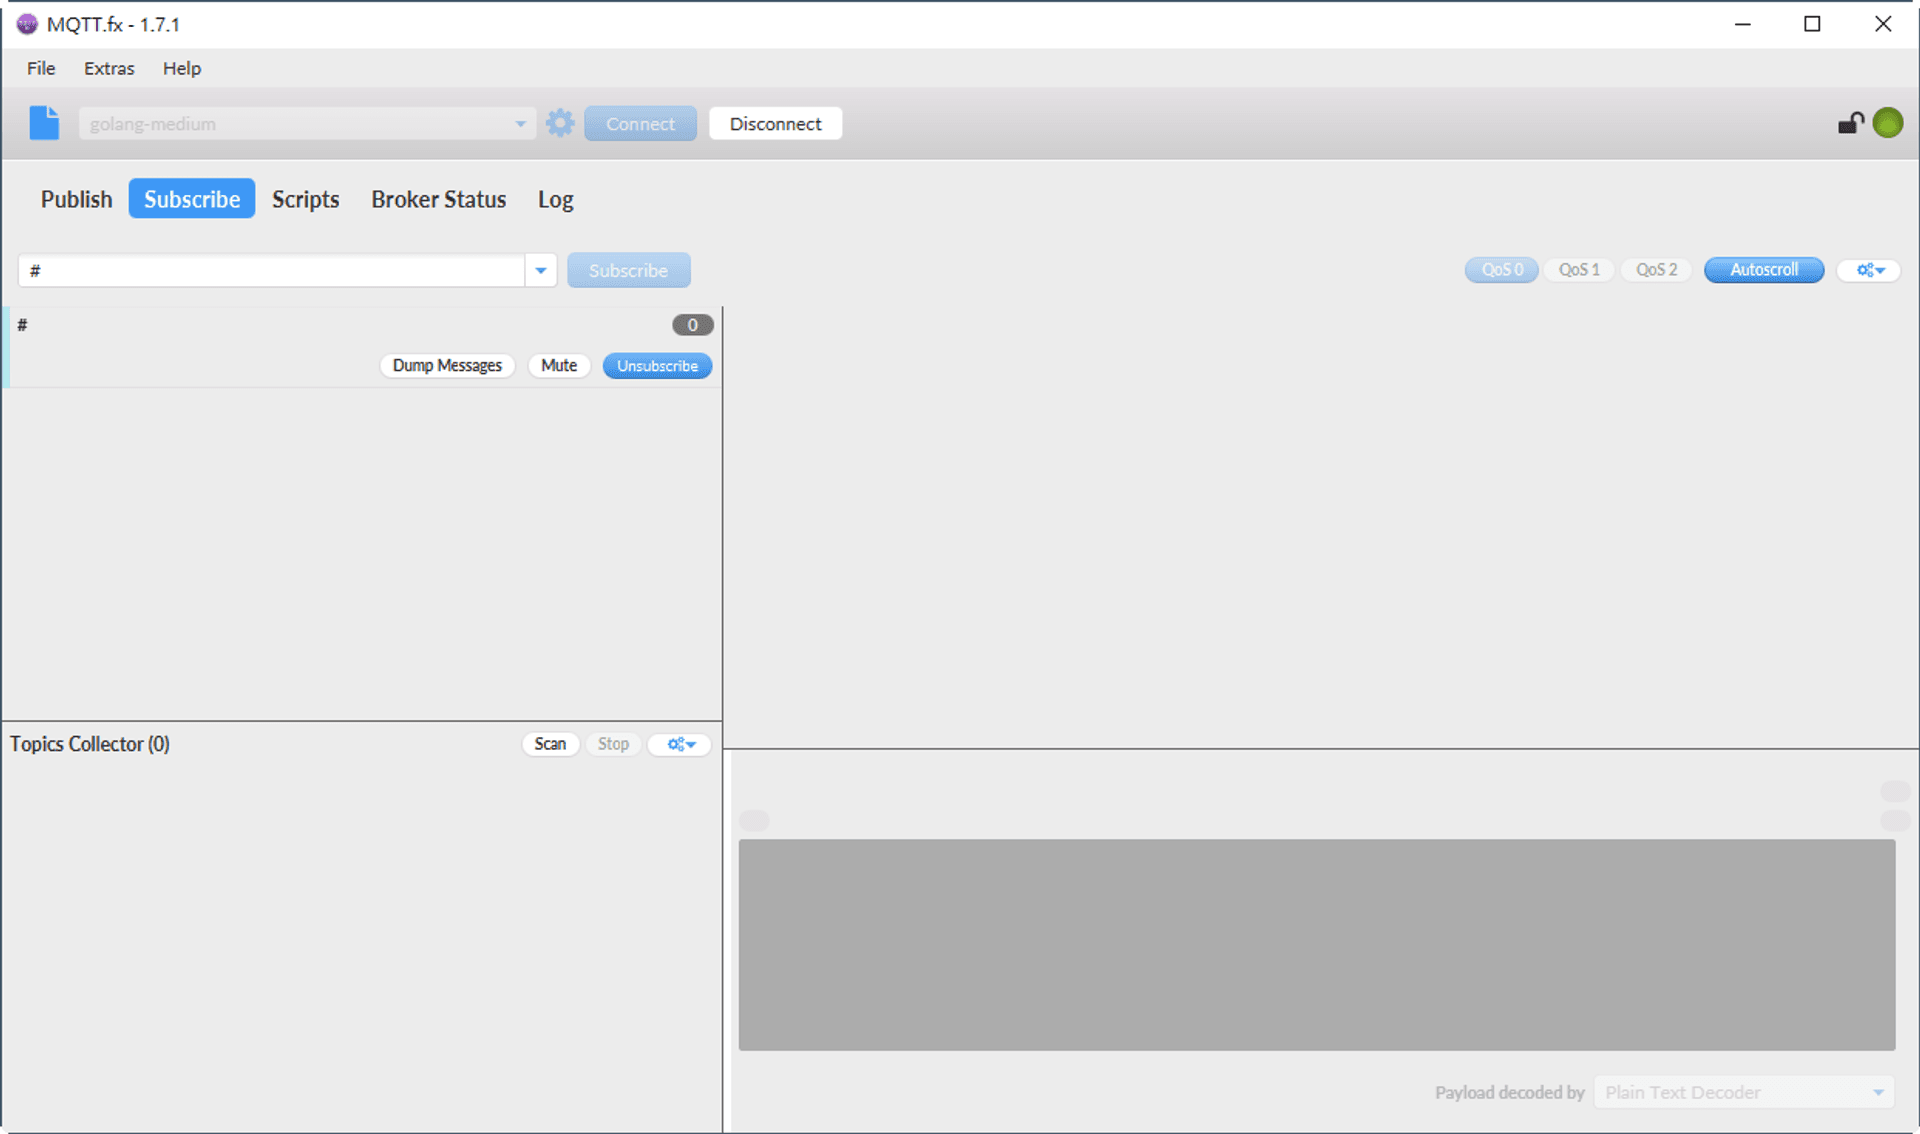 MQTT.fx - 1.7.1
File Extras Help
golang-medium Connect Disconnect
Publish Subscribe Scripts Broker Status Log
# Subscribe QoS 0 QoS 1 QoS 2 Autoscroll
# 0
Dump Messages Mute Unsubscribe
Topics Collector (0) Scan Stop
Payload decoded by Plain Text Decoder